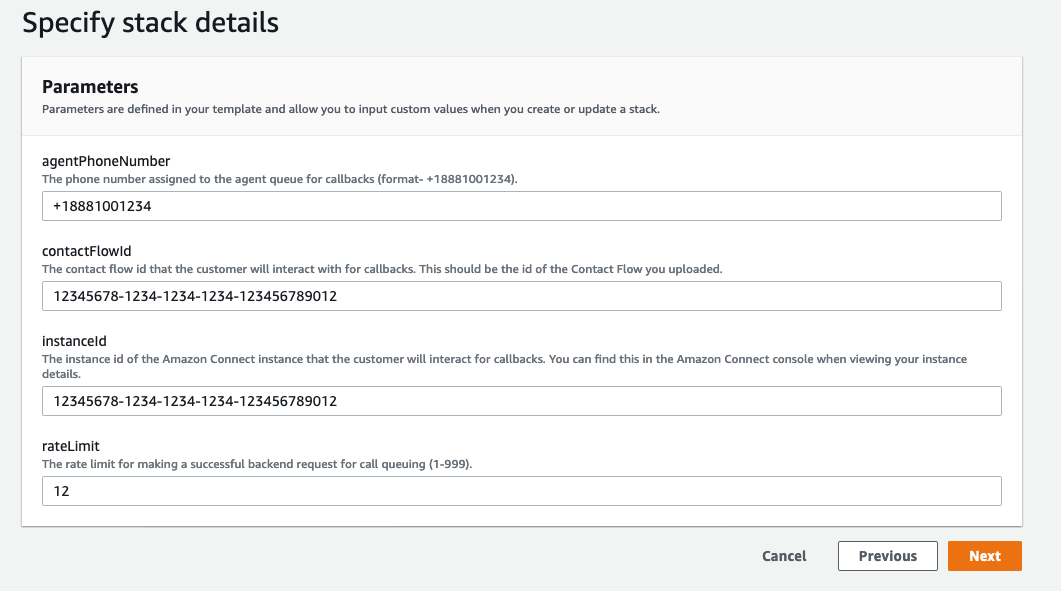 Specify stack details
Parameters
Parameters are defined in your template and allow you to input custom values when you create or update a stack.
agentPhoneNumber
The phone number assigned to the agent queue for callbacks (format- +18881001234).
+18881001234
contactFlowId
The contact flow id that the customer will interact with for callbacks. This should be the id of the Contact Flow you uploaded.
12345678-1234-1234-1234-123456789012
instanceId
The instance id of the Amazon Connect instance that the customer will interact for callbacks. You can find this in the Amazon Connect console when viewing your instance
details.
12345678-1234-1234-1234-123456789012
rateLimit
The rate limit for making a successful backend request for call queuing (1-999).
12
Cancel
Previous
Next